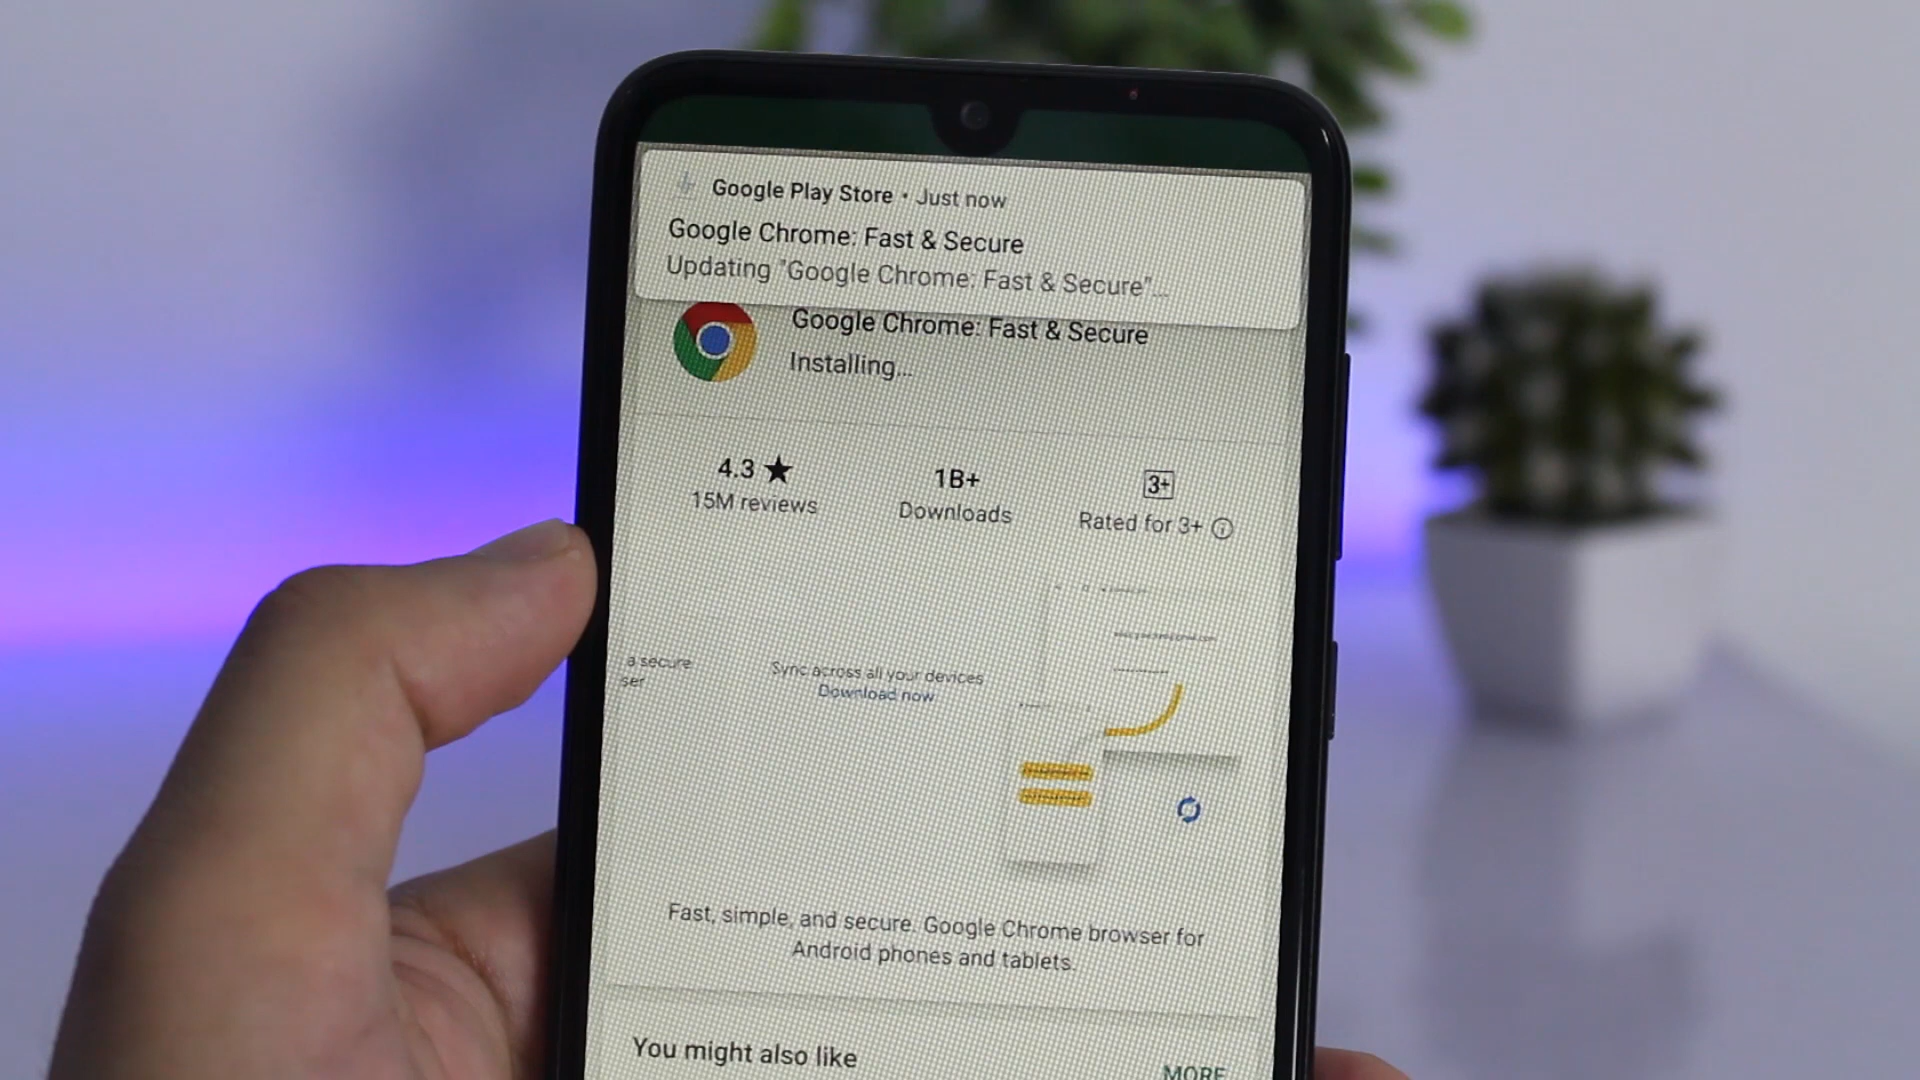 Google Play Store • Just now
Google Chrome: Fast & Secure
Updating "Google Chrome: Fast & Secure"...
Google Chrome: Fast & Secure
Installing...
4.3 ★
15M reviews
1B+
Downloads
3+
Rated for 3+
a secure
ser
Sync across all your devices
Download now
Fast, simple, and secure. Google Chrome browser for
Android phones and tablets.
You might also like
MORE